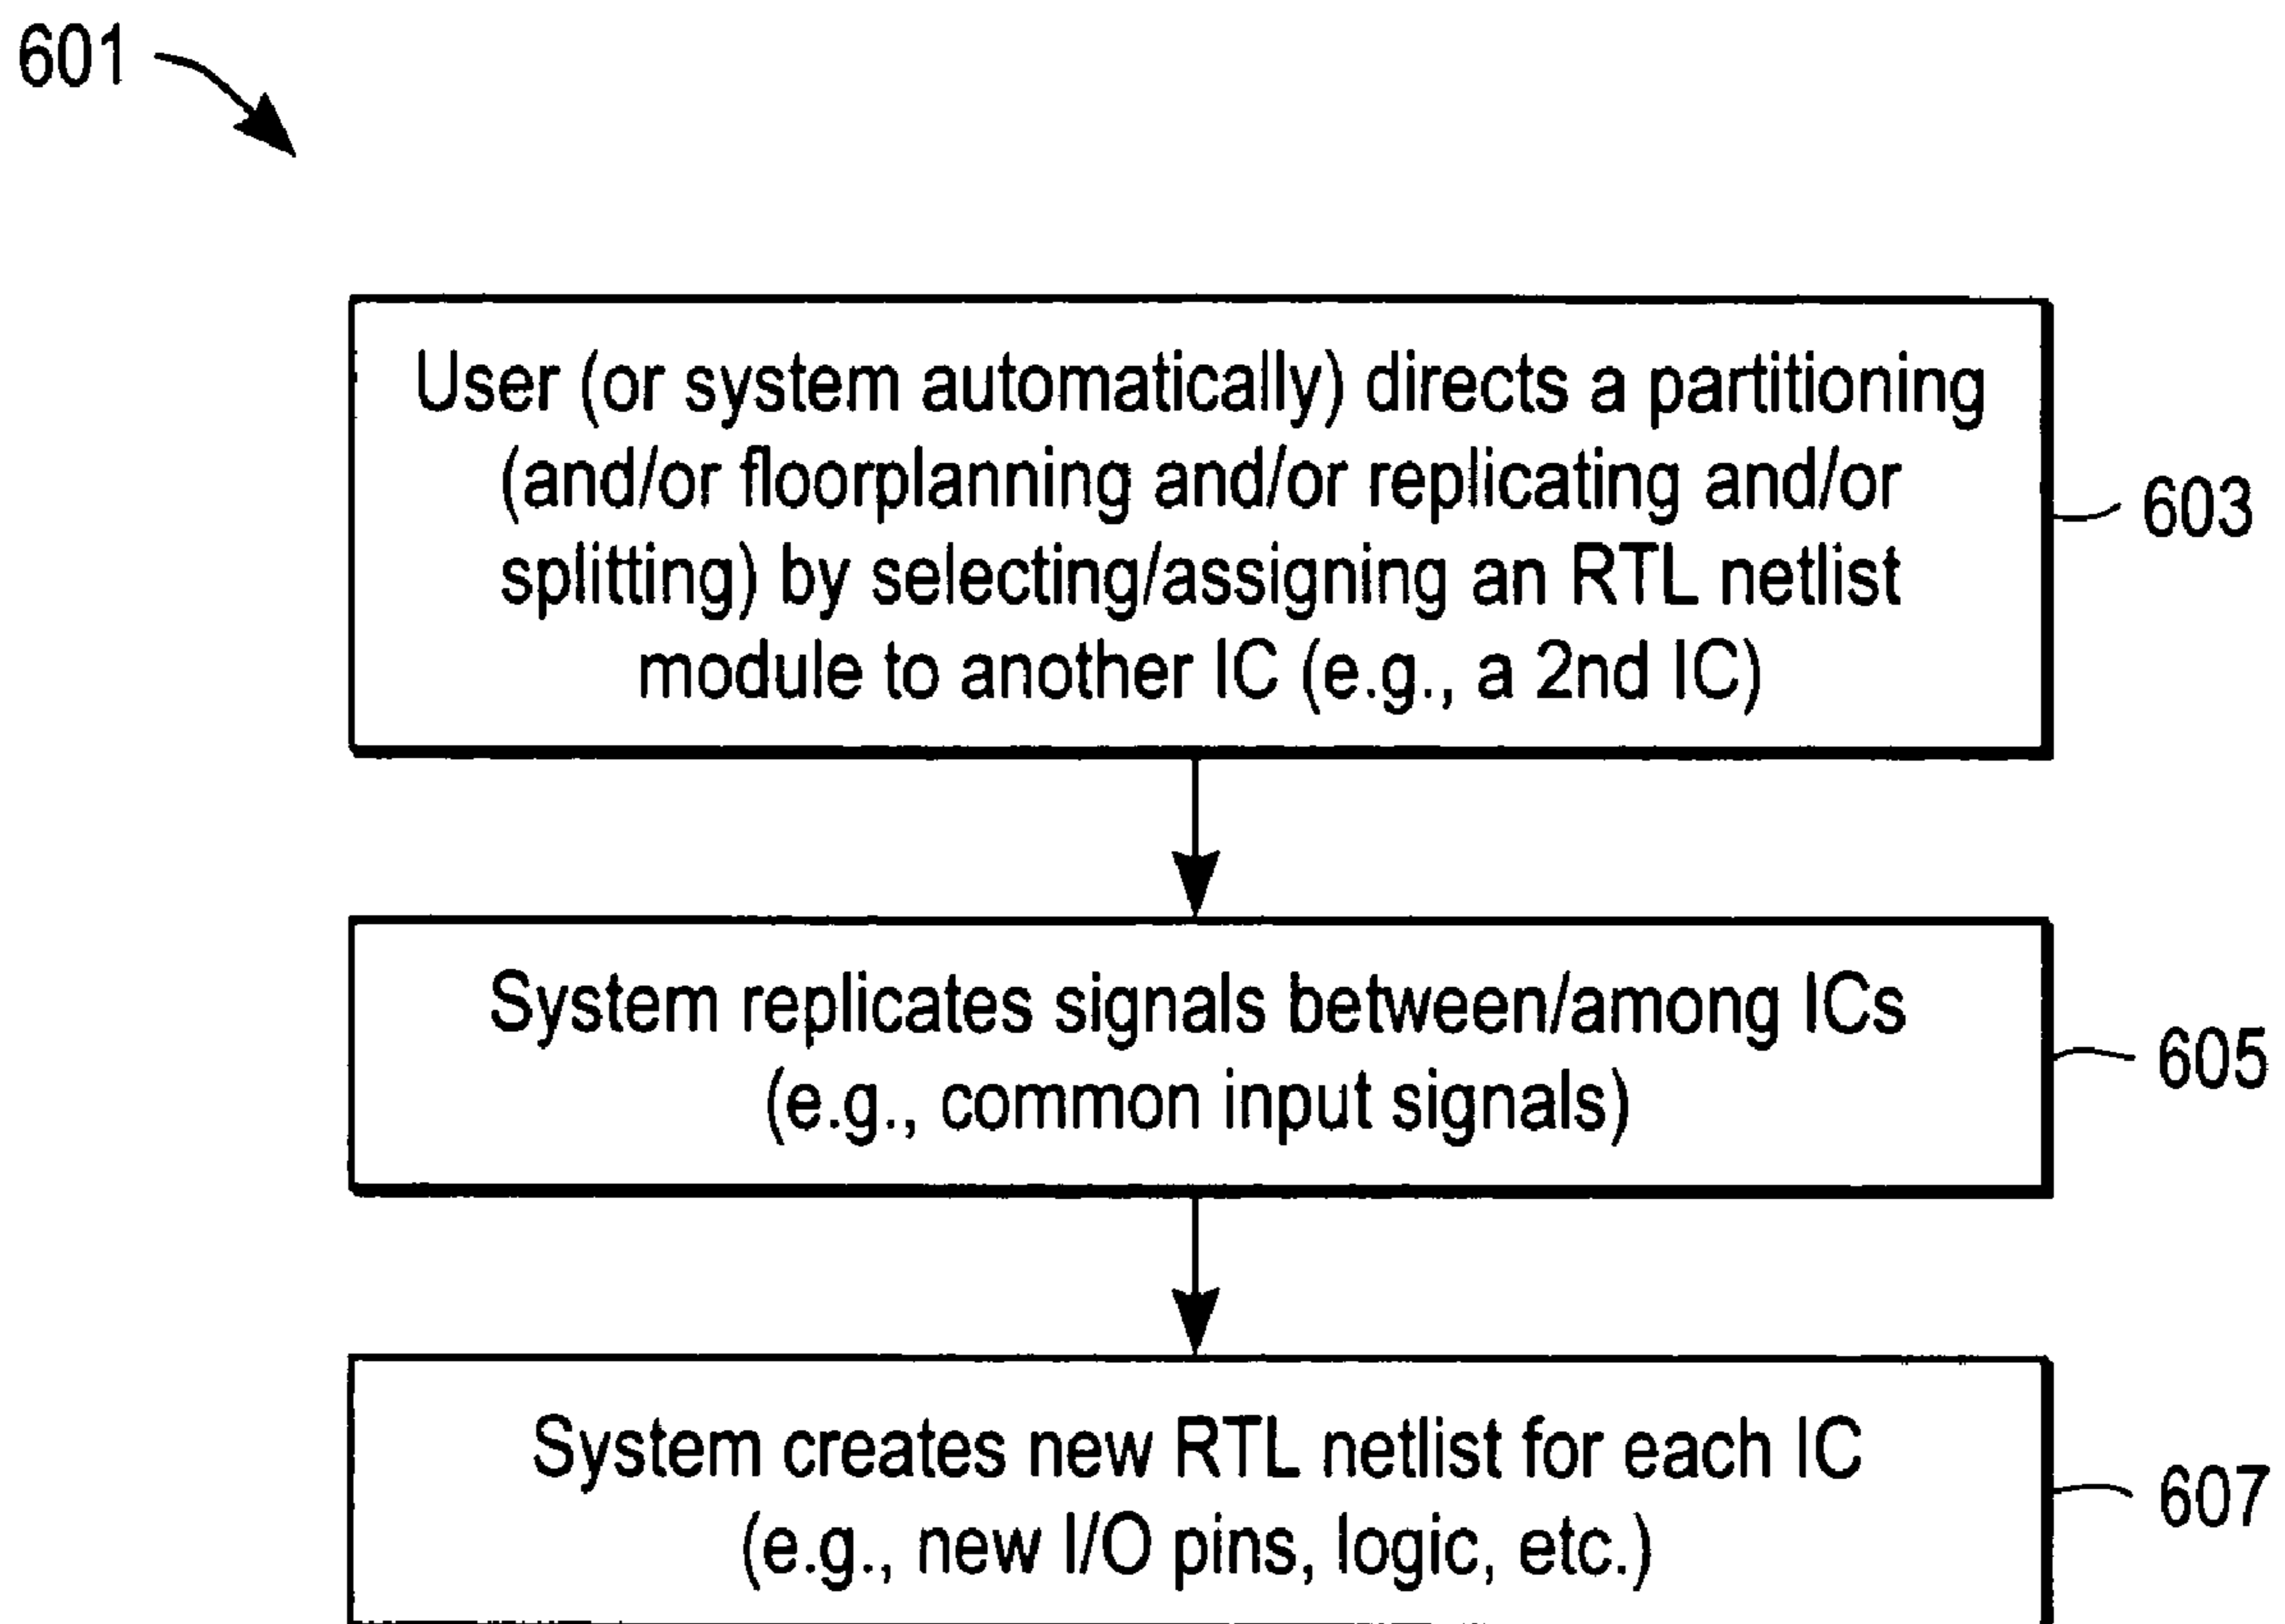 601
User (or system automatically) directs a partitioning
(and/or floorplanning and/or replicating and/or
splitting) by selecting/assigning an RTL netlist
module to another IC (e.g., a 2nd IC)
603
System replicates signals between/among ICs
(e.g., common input signals)
605
System creates new RTL netlist for each IC
(e.g., new I/O pins, logic, etc.)
607